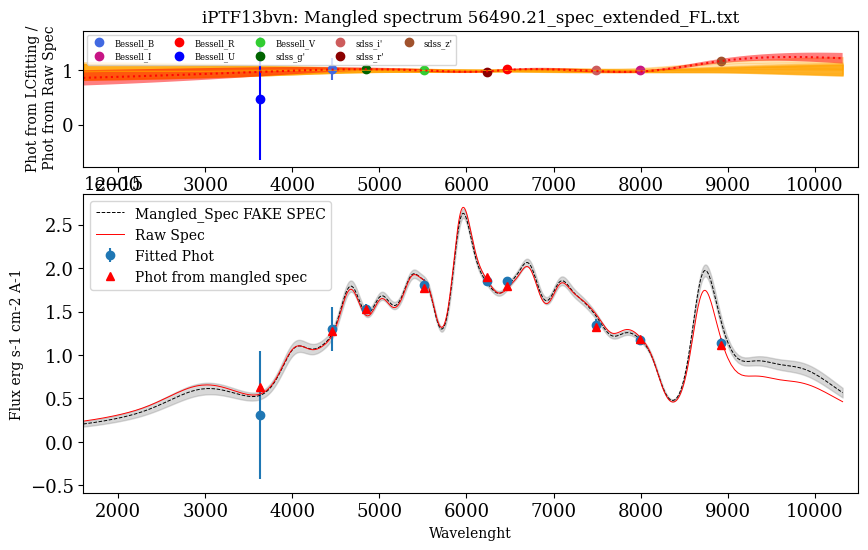 iPTF13bvn: Mangled spectrum 56490.21_spec_extended_FL.txt
Phot from LCfitting /
Phot from Raw Spec
1
0
Bessell_B Bessell_R Bessell_V sdss_i' sdss_z'
Bessell_I Bessell_U sdss_g' sdss_r'
2000 3000 4000 5000 6000 7000 8000 9000 10000
1e−15
Flux erg s-1 cm-2 A-1
2.5
2.0
1.5
1.0
0.5
0.0
−0.5
Mangled_Spec FAKE SPEC
Raw Spec
Fitted Phot
Phot from mangled spec
2000 3000 4000 5000 6000 7000 8000 9000 10000
Wavelenght